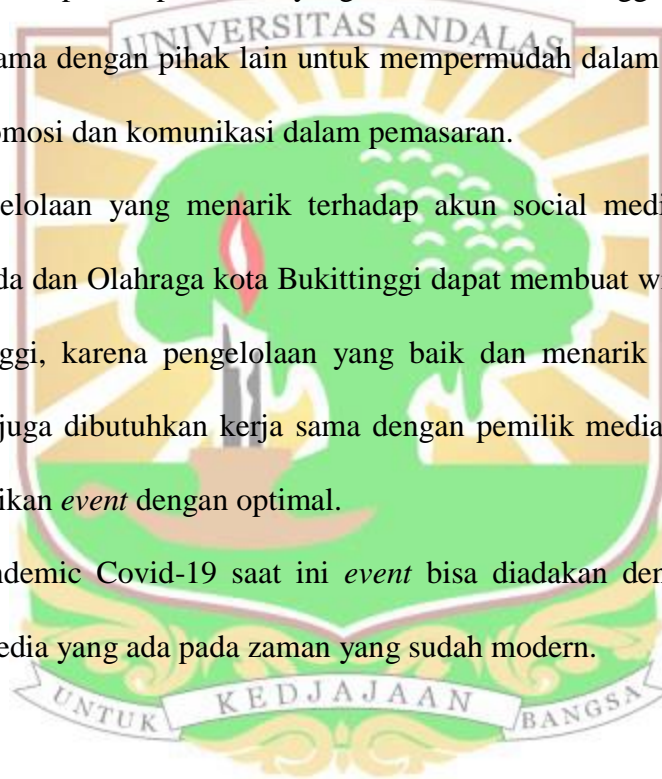 yang
UNIVERSITAS ANDALAS
ama dengan pihak lain untuk mempermudah dalam
omosi dan komunikasi dalam pemasaran.
elolaan yang menarik terhadap akun social medi
da dan Olahraga kota Bukittinggi dapat membuat w
ggi, karena pengelolaan yang baik dan menarik
juga dibutuhkan kerja sama dengan pemilik media
ikan event dengan optimal.
ndemic Covid-19 saat ini event bisa diadakan den
edia yang ada pada zaman yang sudah modern.
UNTUK KEDJAJAAN BANGSA